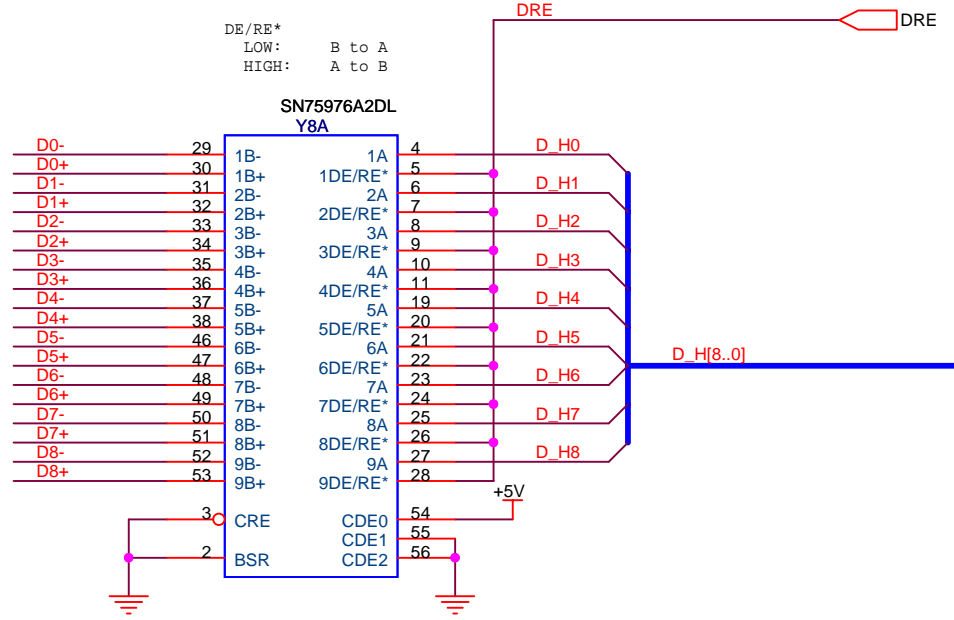 DRE
DRE
DE/RE*
LOW: B to A
HIGH: A to B
SN75976A2DL
Y8A
D0- 29 1B- 1A 4 D_H0
D0+ 30 1B+ 1DE/RE* 5
D1- 31 2B- 2A 6 D_H1
D1+ 32 2B+ 2DE/RE* 7
D2- 33 3B- 3A 8 D_H2
D2+ 34 3B+ 3DE/RE* 9
D3- 35 4B- 4A 10 D_H3
D3+ 36 4B+ 4DE/RE* 11
D4- 37 5B- 5A 19 D_H4
D4+ 38 5B+ 5DE/RE* 20
D5- 46 6B- 6A 21 D_H5
D_H[8..0]
D5+ 47 6B+ 6DE/RE* 22
D6- 48 7B- 7A 23 D_H6
D6+ 49 7B+ 7DE/RE* 24
D7- 50 8B- 8A 25 D_H7
D7+ 51 8B+ 8DE/RE* 26
D8- 52 9B- 9A 27 D_H8
D8+ 53 9B+ 9DE/RE* 28
+5V
3 CRE CDE0 54
CDE1 55
2 BSR CDE2 56